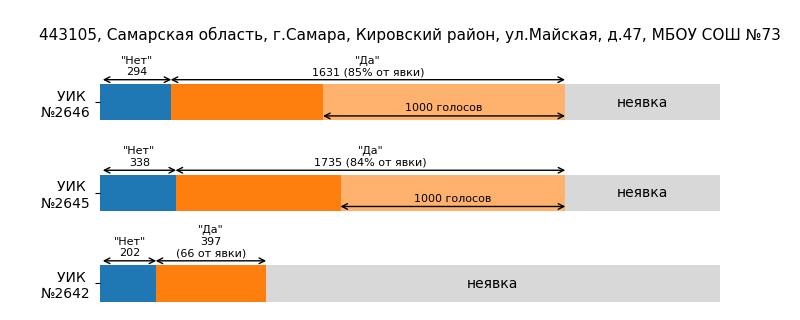 443105, Самарская область, г.Самара, Кировский район, ул.Майская, д.47, МБОУ СОШ №73
"Нет"
294
"Да"
1631 (85% от явки)
УИК
№2646
1000 голосов
неявка
"Нет"
338
"Да"
1735 (84% от явки)
УИК
№2645
1000 голосов
неявка
"Нет"
202
"Да"
397
(66 от явки)
УИК
№2642
неявка